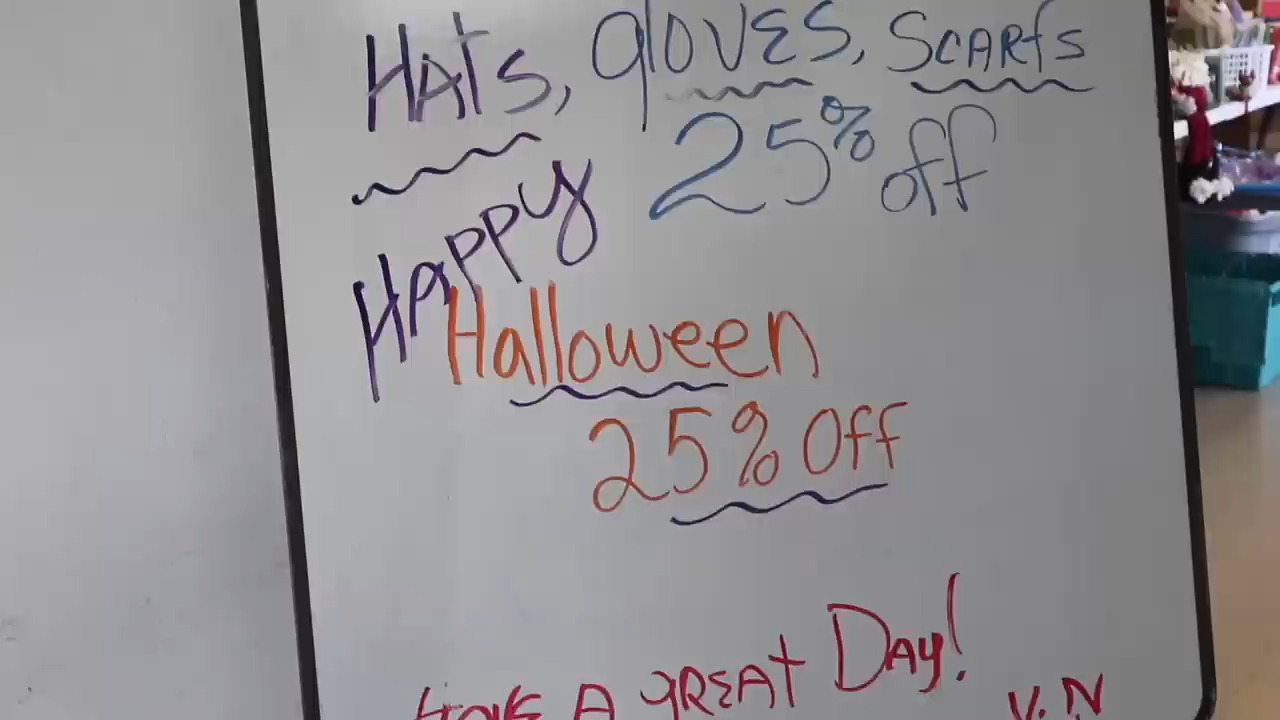 HAts, gloVES, SCARfS
25% off
Happy
Halloween
25% Off
HAVE A gREAt DAy!
V.N